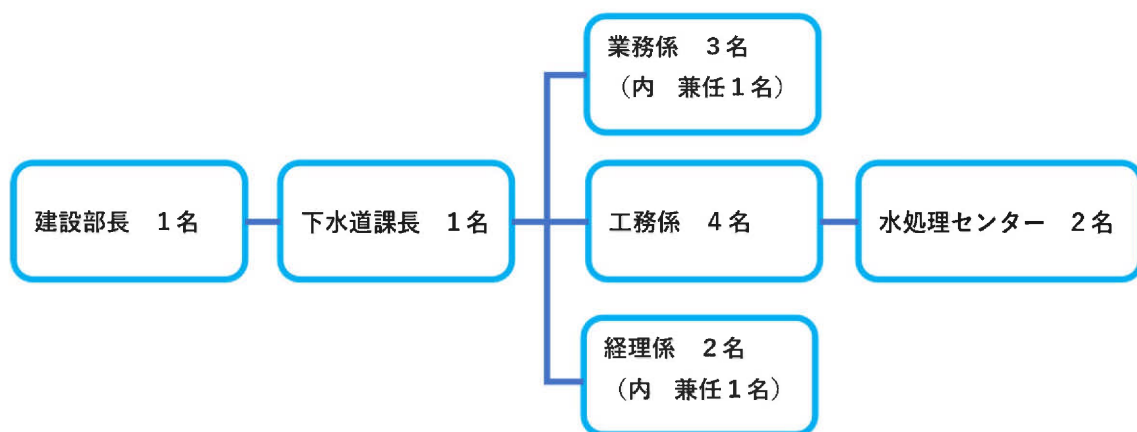 建設部長　1名
下水道課長　1名
業務係　3名
（内　兼任1名）
工務係　4名
水処理センター　2名
経理係　2名
（内　兼任1名）